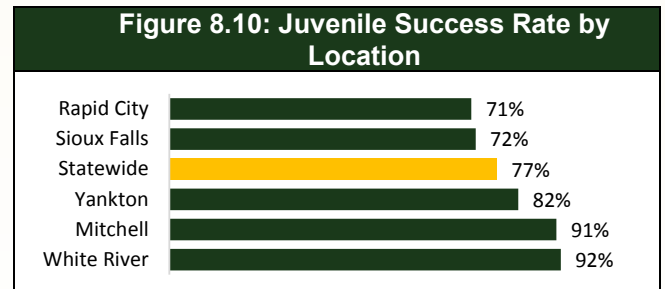 Figure 8.10: Juvenile Success Rate by
Location
Rapid City 71%
Sioux Falls 72%
Statewide 77%
Yankton 82%
Mitchell 91%
White River 92%